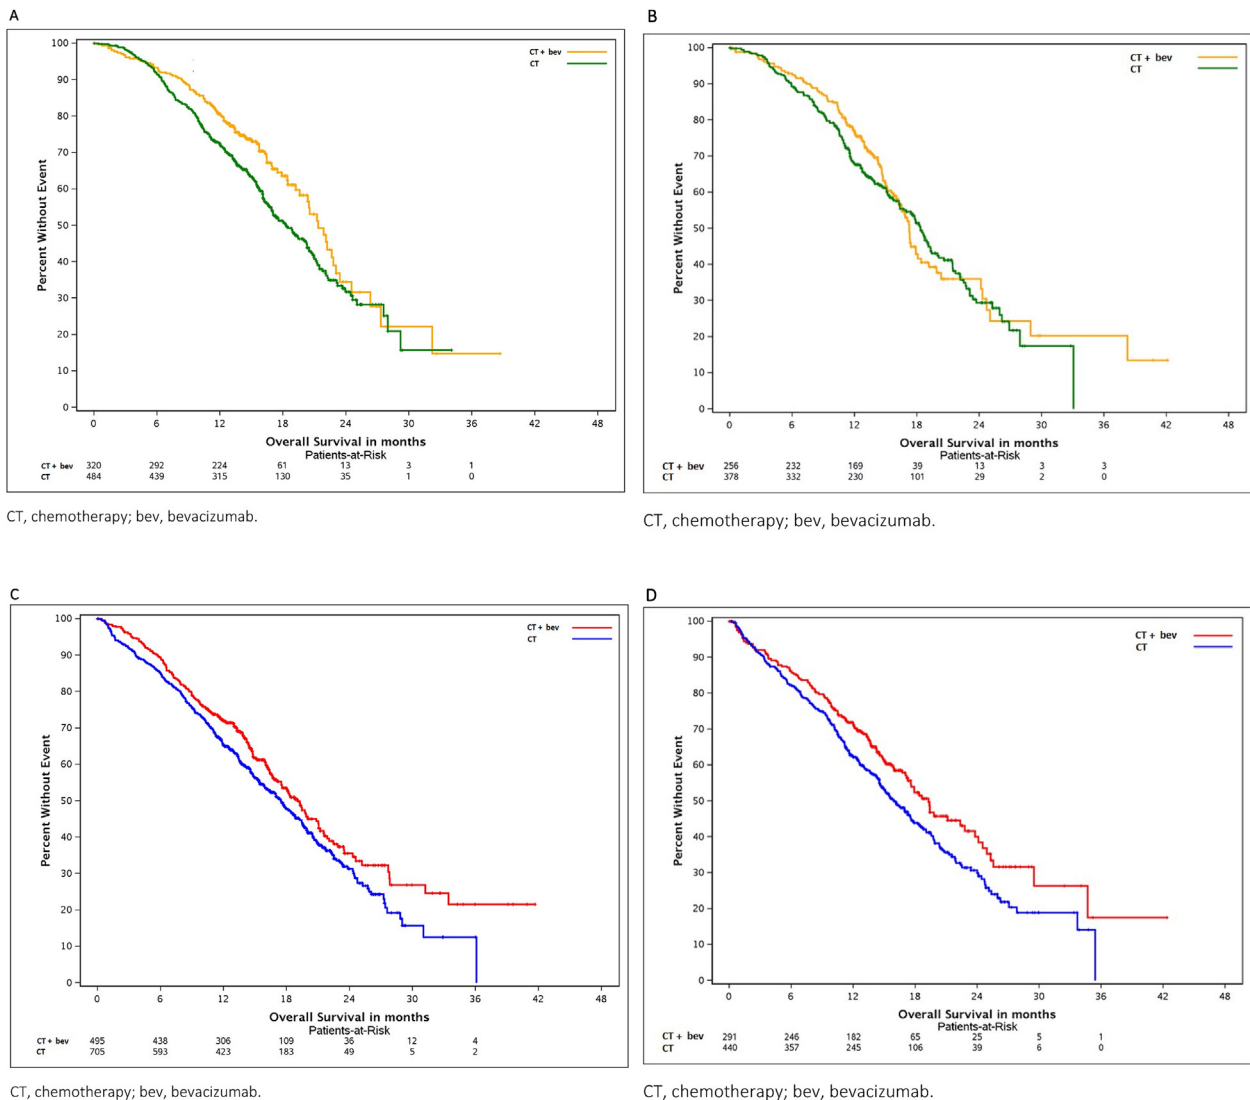 A
Percent Without Event
100
90
80
70
60
50
40
30
20
10
0
CT + bev
CT
0 6 12 18 24 30 36 42 48
Overall Survival in months
Patients-at-Risk
CT + bev 320 292 224 61 13 3 1
CT 484 439 315 130 35 1 0
CT, chemotherapy; bev, bevacizumab.
B
Percent Without Event
100
90
80
70
60
50
40
30
20
10
0
CT + bev
CT
0 6 12 18 24 30 36 42 48
Overall Survival in months
Patients-at-Risk
CT + bev 256 232 169 39 13 3 3
CT 378 332 230 101 29 2 0
CT, chemotherapy; bev, bevacizumab.
C
Percent Without Event
100
90
80
70
60
50
40
30
20
10
0
CT + bev
CT
0 6 12 18 24 30 36 42 48
Overall Survival in months
Patients-at-Risk
CT + bev 495 438 306 109 36 12 4
CT 705 593 423 183 49 5 2
CT, chemotherapy; bev, bevacizumab.
D
Percent Without Event
100
90
80
70
60
50
40
30
20
10
0
CT + bev
CT
0 6 12 18 24 30 36 42 48
Overall Survival in months
Patients-at-Risk
CT + bev 291 246 182 65 25 5 1
CT 440 357 245 106 39 6 0
CT, chemotherapy; bev, bevacizumab.